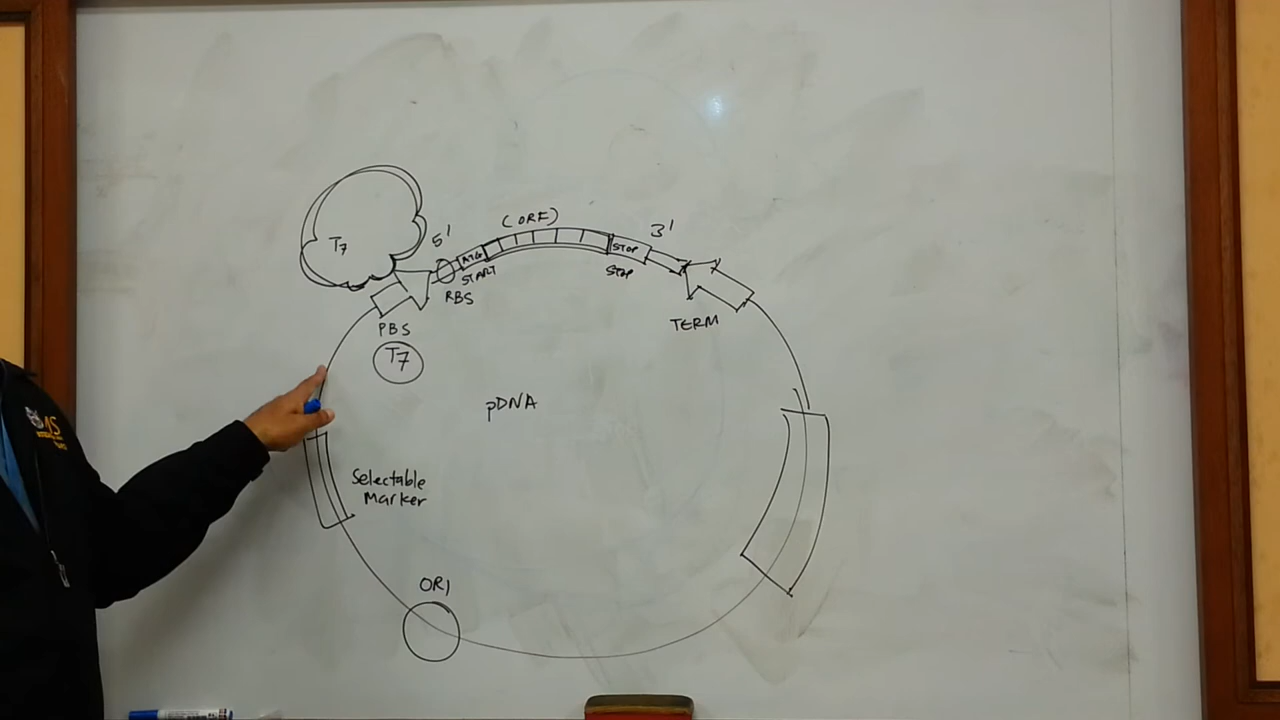 (ORF)
5'
3'
T7
ATG
STOP
START
STOP
RBS
PBS
TERM
T7
pDNA
Selectable
Marker
ORI